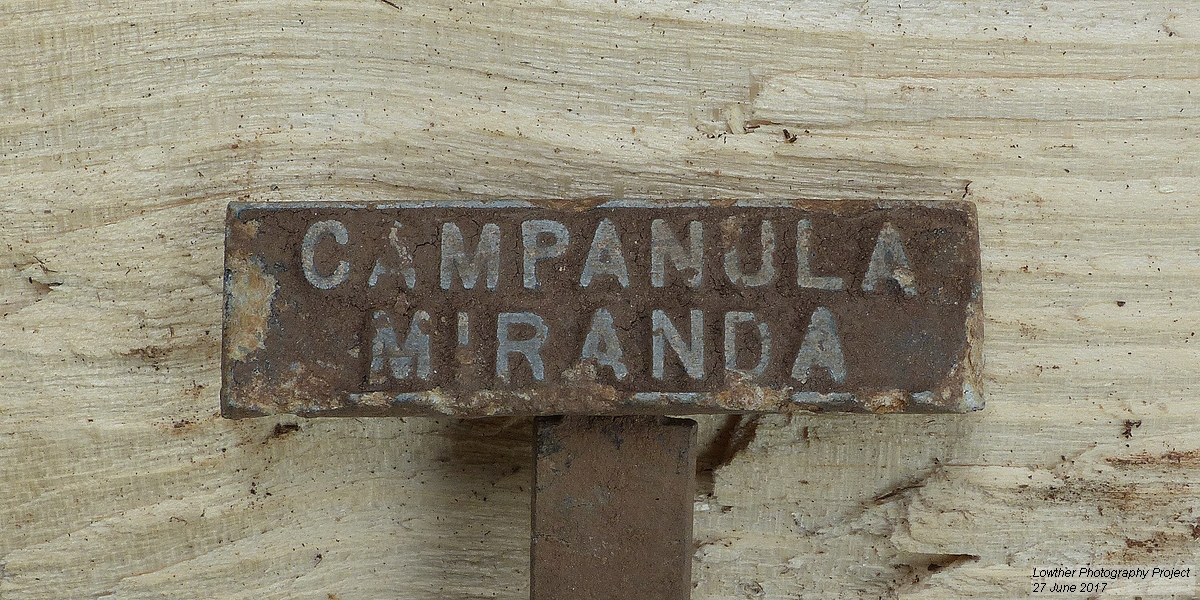 CAMPANULA
MIRANDA
Lowther Photography Project
27 June 2017